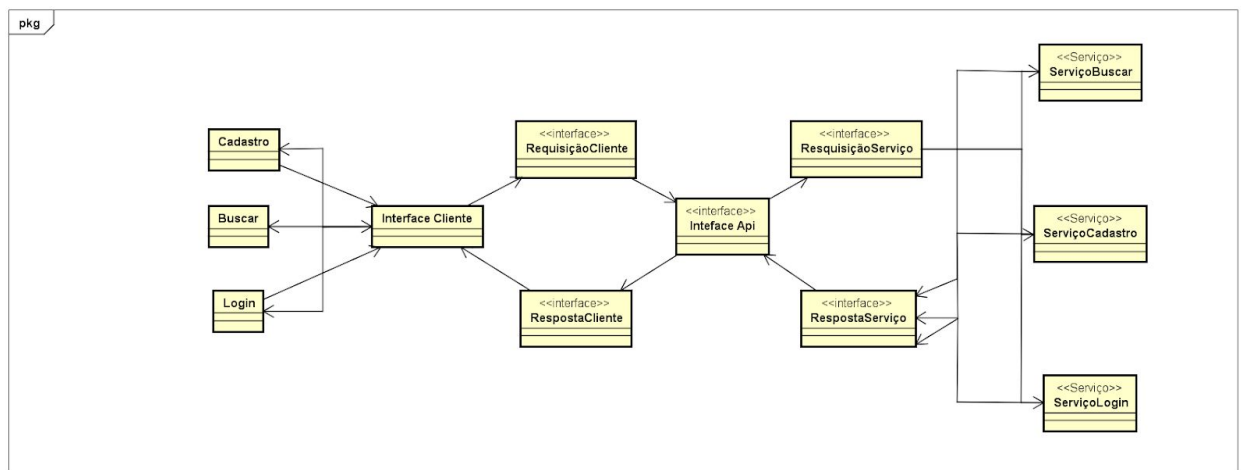 pkg
<<Serviço>>
ServiçoBuscar
Cadastro
<<interface>>
RequisiçãoCliente
<<interface>>
ResquisiçãoServiço
Buscar
Interface Cliente
<<interface>>
Inteface Api
<<Serviço>>
ServiçoCadastro
Login
<<interface>>
RespostaCliente
<<interface>>
RespostaServiço
<<Serviço>>
ServiçoLogin